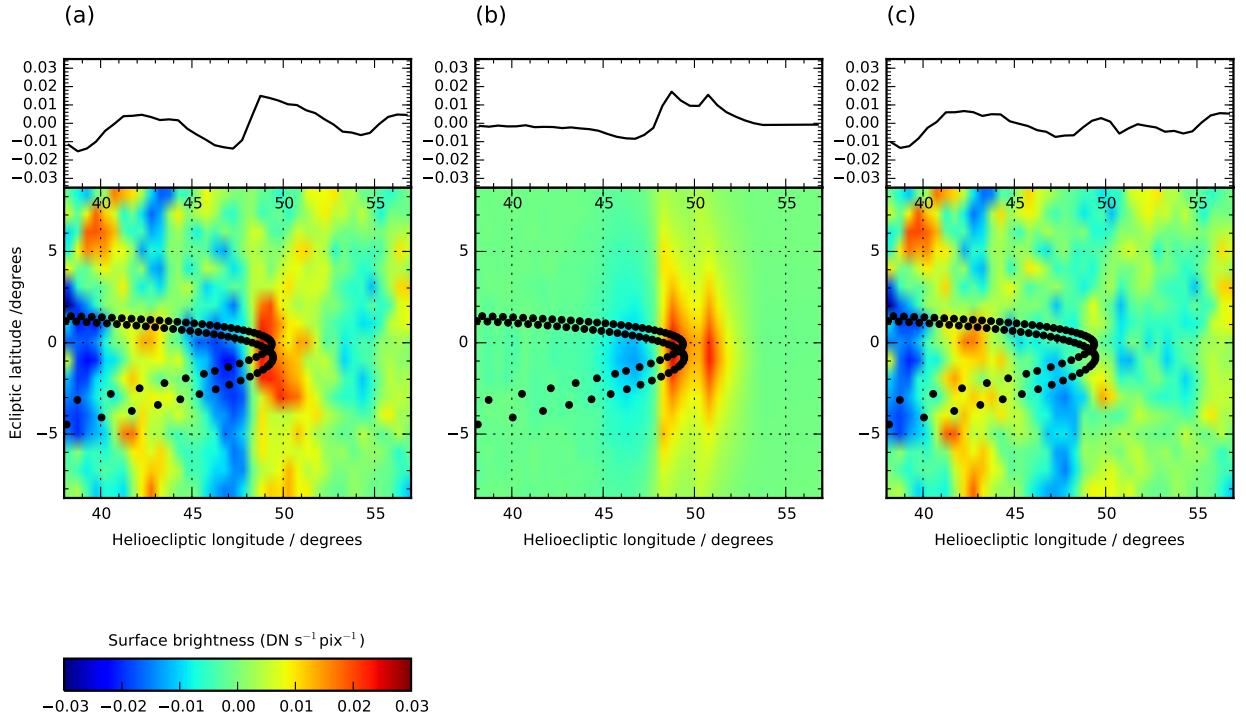 (a) (b) (c)
0.03 0.03 0.03
0.02 0.02 0.02
0.01 0.01 0.01
0.00 0.00 0.00
−0.01 −0.01 −0.01
−0.02 −0.02 −0.02
−0.03 −0.03 −0.03
40 45 50 55 40 45 50 55 40 45 50 55
5 5 5
0 0 0
−5 −5 −5
Ecliptic latitude /degrees
40 45 50 55 40 45 50 55 40 45 50 55
Helioecliptic longitude / degrees Helioecliptic longitude / degrees Helioecliptic longitude / degrees
Surface brightness (DN s⁻¹ pix⁻¹)
−0.03 −0.02 −0.01 0.00 0.01 0.02 0.03